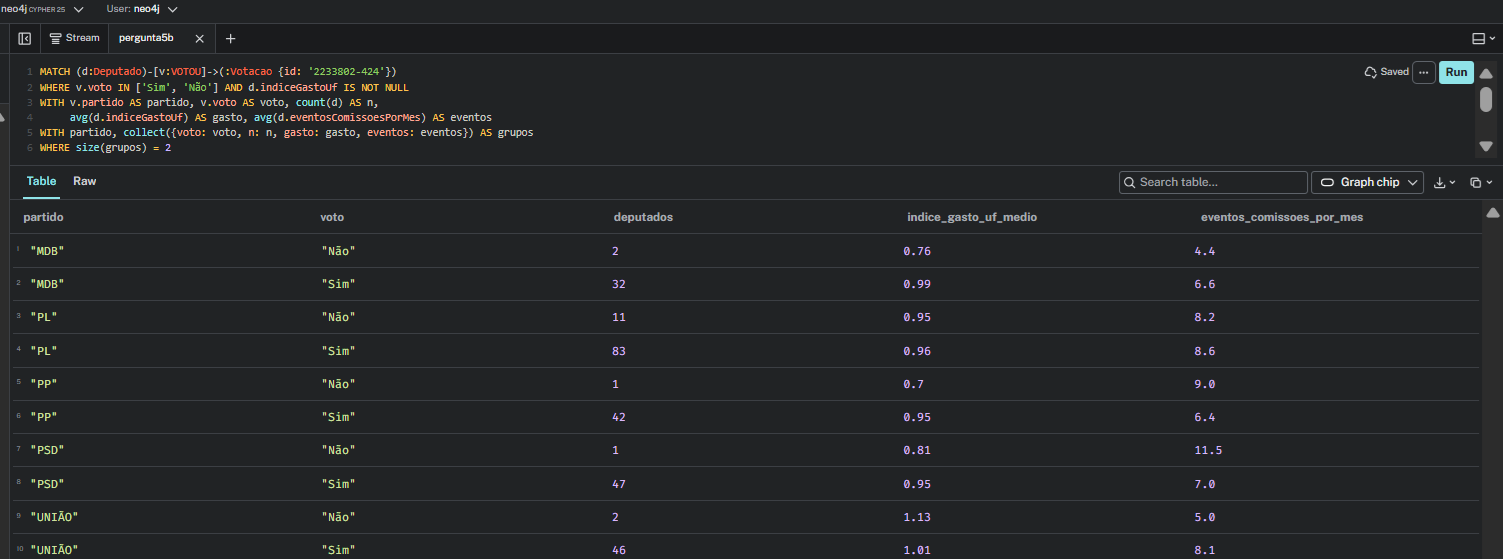 neo4j CYPHER 25 User: neo4j
Stream pergunta5b
1 MATCH (d:Deputado)-[v:VOTOU]->(:Votacao {id: '2233802-424'})
2 WHERE v.voto IN ['Sim', 'Não'] AND d.indiceGastoUf IS NOT NULL
3 WITH v.partido AS partido, v.voto AS voto, count(d) AS n,
4 avg(d.indiceGastoUf) AS gasto, avg(d.eventosComissoesPorMes) AS eventos
5 WITH partido, collect({voto: voto, n: n, gasto: gasto, eventos: eventos}) AS grupos
6 WHERE size(grupos) = 2
Saved ... Run
Table Raw
Search table... Graph chip
partido voto deputados indice_gasto_uf_medio eventos_comissoes_por_mes
1 "MDB" "Não" 2 0.76 4.4
2 "MDB" "Sim" 32 0.99 6.6
3 "PL" "Não" 11 0.95 8.2
4 "PL" "Sim" 83 0.96 8.6
5 "PP" "Não" 1 0.7 9.0
6 "PP" "Sim" 42 0.95 6.4
7 "PSD" "Não" 1 0.81 11.5
8 "PSD" "Sim" 47 0.95 7.0
9 "UNIÃO" "Não" 2 1.13 5.0
10 "UNIÃO" "Sim" 46 1.01 8.1